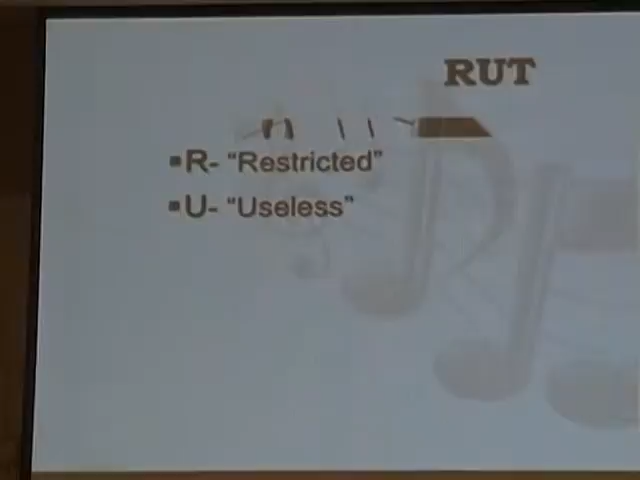 RUT
▪R- “Restricted”
▪U- “Useless”